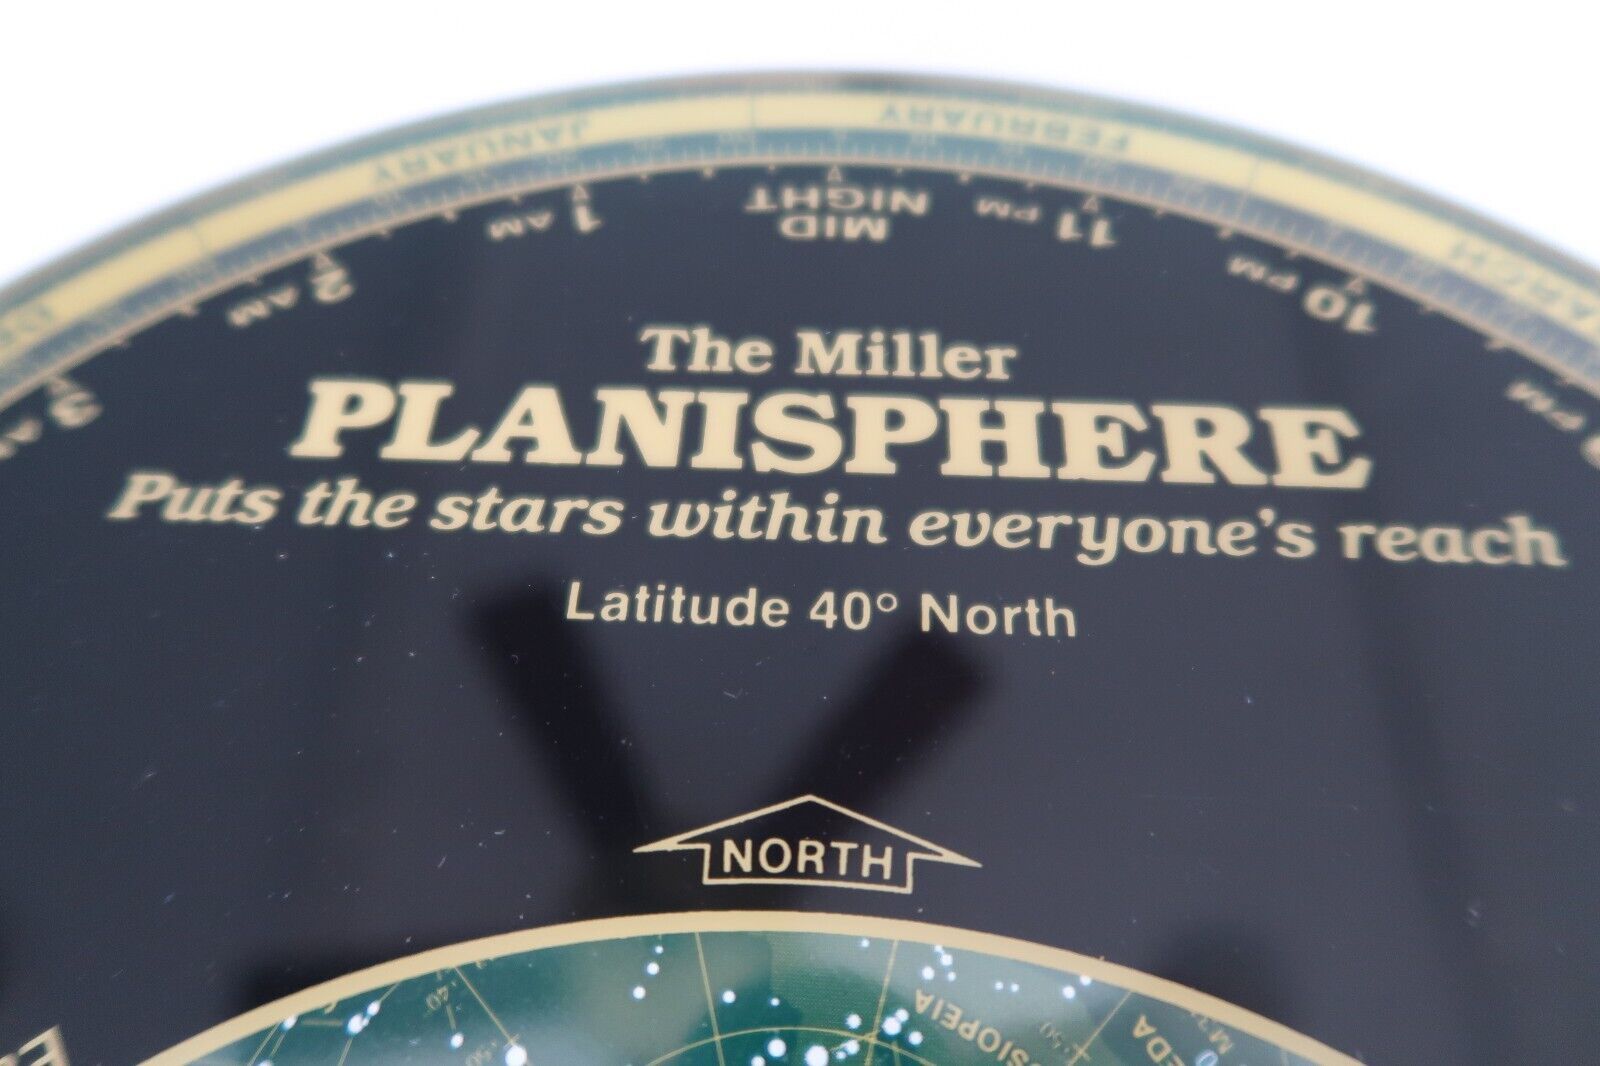 JANUARY
FEBRUARY
2 AM
1 AM
MID
NIGHT
11 PM
10 PM
The Miller
PLANISPHERE
Puts the stars within everyone's reach
Latitude 40° North
NORTH